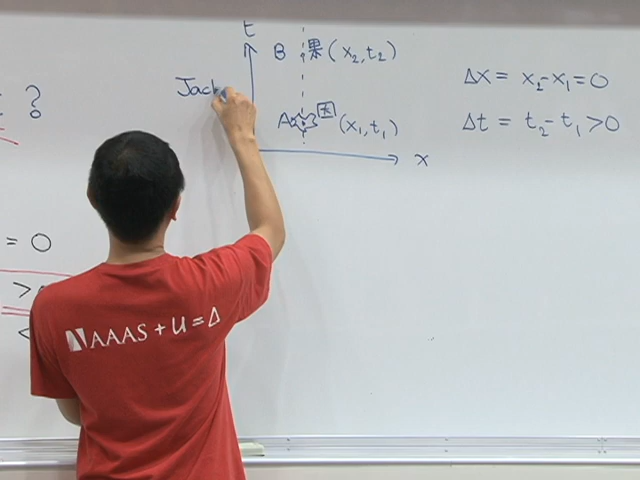 t
B 果 (x₂, t₂)
Jack
A 因 (x₁, t₁)
x
Δx = x₂-x₁=0
Δt = t₂-t₁>0
?
= 0
>
<
AAAS + U = Δ